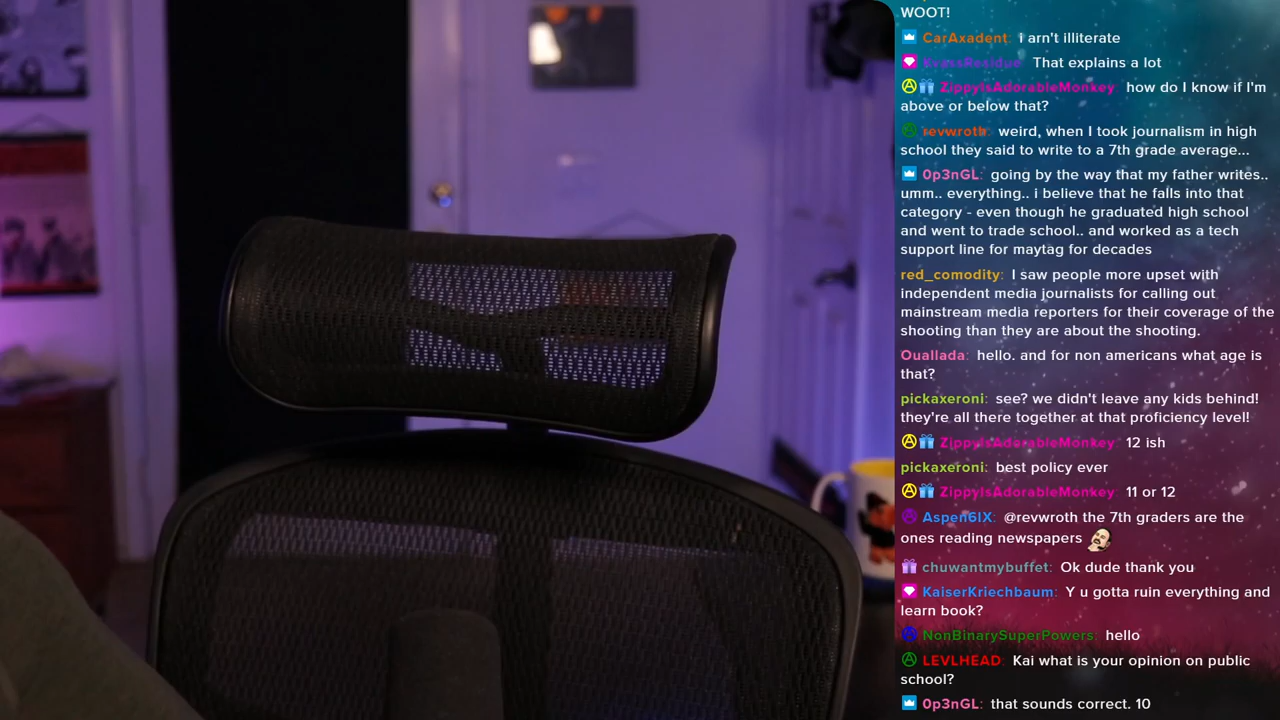 WOOT!
CarAxadent: I arn't illiterate
KvassResidue: That explains a lot
ZippyIsAdorableMonkey: how do I know if I'm
above or below that?
revwroth: weird, when I took journalism in high
school they said to write to a 7th grade average...
0p3nGL: going by the way that my father writes..
umm.. everything.. i believe that he falls into that
category - even though he graduated high school
and went to trade school.. and worked as a tech
support line for maytag for decades
red_comodity: I saw people more upset with
independent media journalists for calling out
mainstream media reporters for their coverage of the
shooting than they are about the shooting.
Ouallada: hello. and for non americans what age is
that?
pickaxeroni: see? we didn't leave any kids behind!
they're all there together at that proficiency level!
ZippyIsAdorableMonkey: 12 ish
pickaxeroni: best policy ever
ZippyIsAdorableMonkey: 11 or 12
Aspen6IX: @revwroth the 7th graders are the
ones reading newspapers
chuwantmybuffet: Ok dude thank you
KaiserKriechbaum: Y u gotta ruin everything and
learn book?
NonBinarySuperPowers: hello
LEVLHEAD: Kai what is your opinion on public
school?
0p3nGL: that sounds correct. 10